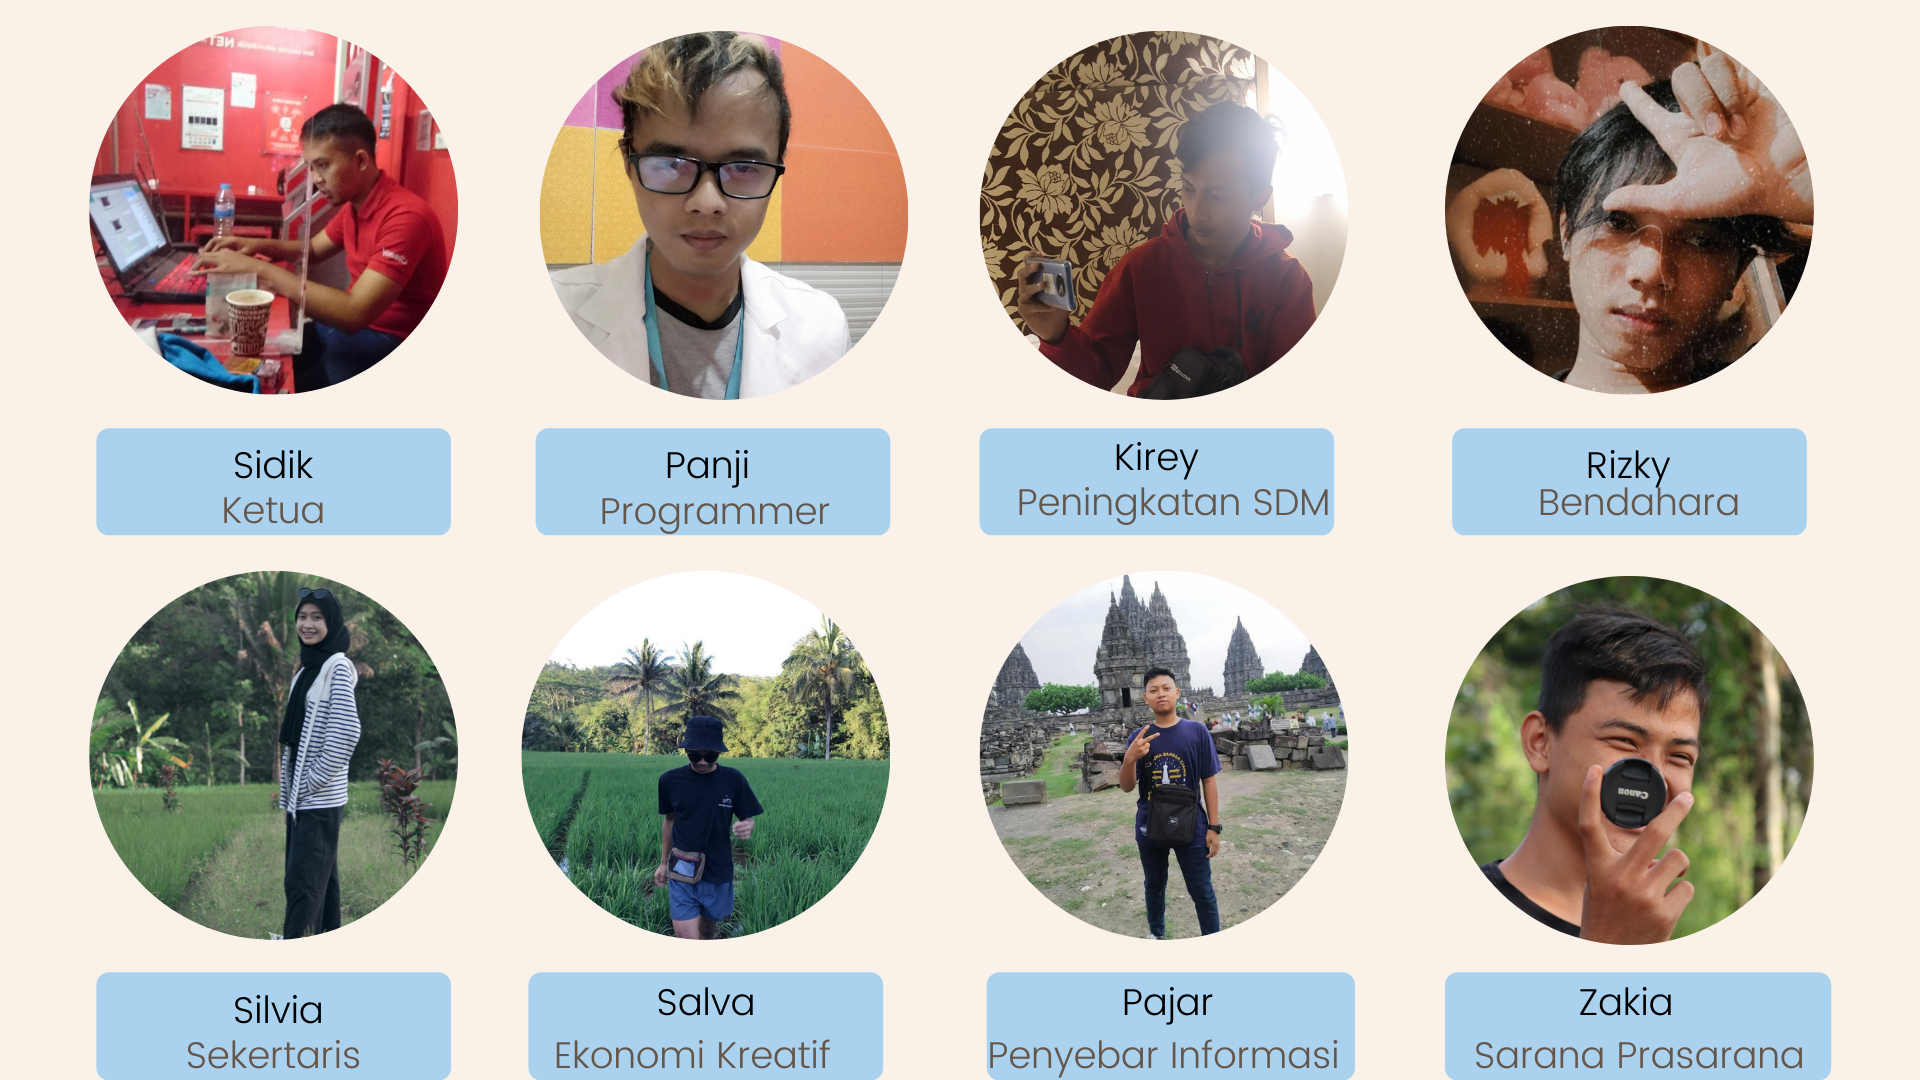 Sidik
Ketua
Panji
Programmer
Kirey
Peningkatan SDM
Rizky
Bendahara
Canon
Silvia
Sekertaris
Salva
Ekonomi Kreatif
Pajar
Penyebar Informasi
Zakia
Sarana Prasarana